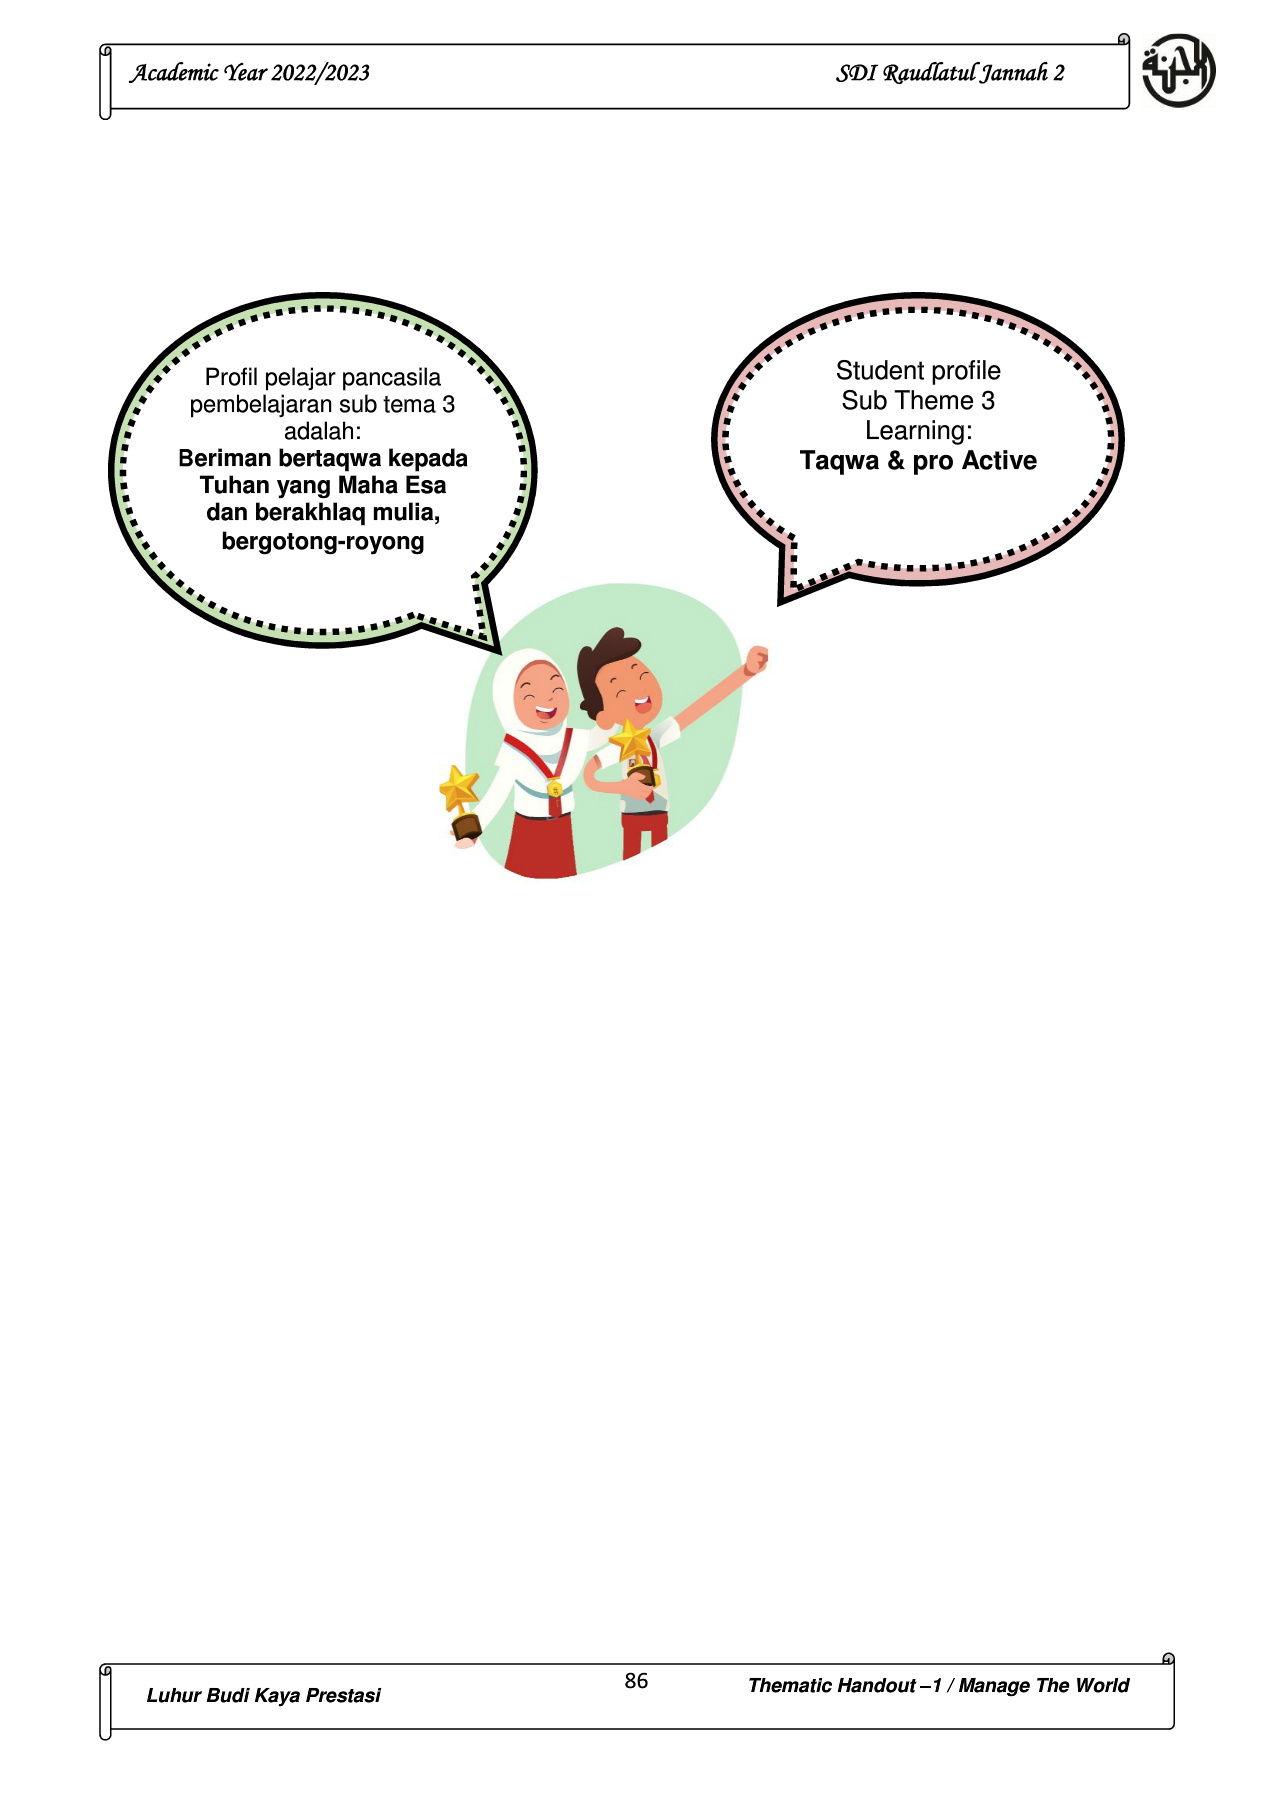 Academic Year 2022/2023
SDI Raudlatul Jannah 2
Profil pelajar pancasila
pembelajaran sub tema 3
adalah:
Beriman bertaqwa kepada
Tuhan yang Maha Esa
dan berakhlaq mulia,
bergotong-royong
Student profile
Sub Theme 3
Learning:
Taqwa & pro Active
Luhur Budi Kaya Prestasi
86
Thematic Handout –1 / Manage The World